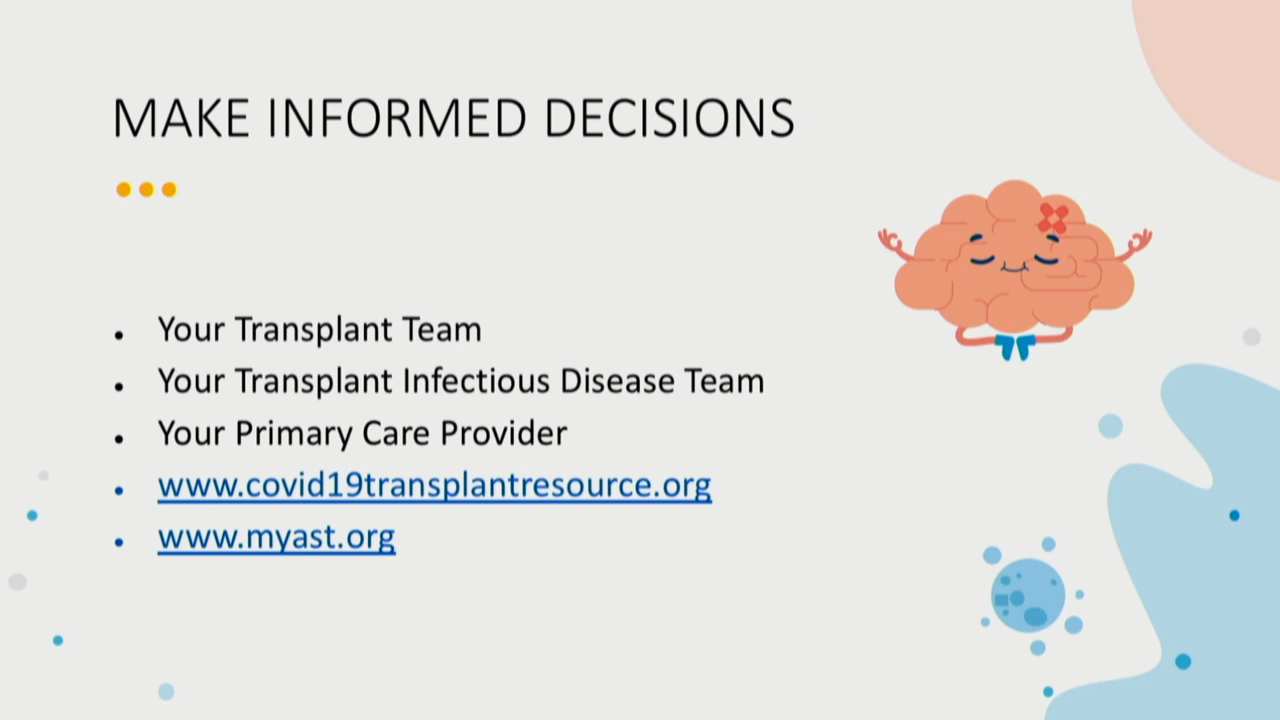 MAKE INFORMED DECISIONS
Your Transplant Team
Your Transplant Infectious Disease Team
Your Primary Care Provider
www.covid19transplantresource.org
www.myast.org